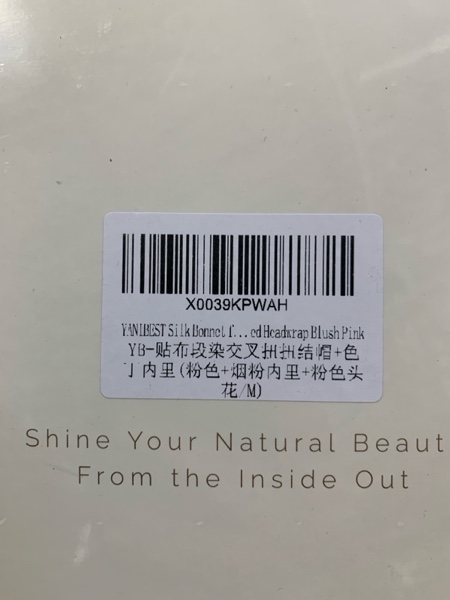 X0039KPWAH
YANIBEST Silk Bonnet f...ed Headwrap Blush Pink
YB-贴布段染交叉扭扭结帽+色
丁内里(粉色+烟粉内里+粉色头
花/M)
Shine Your Natural Beaut
From the Inside Out